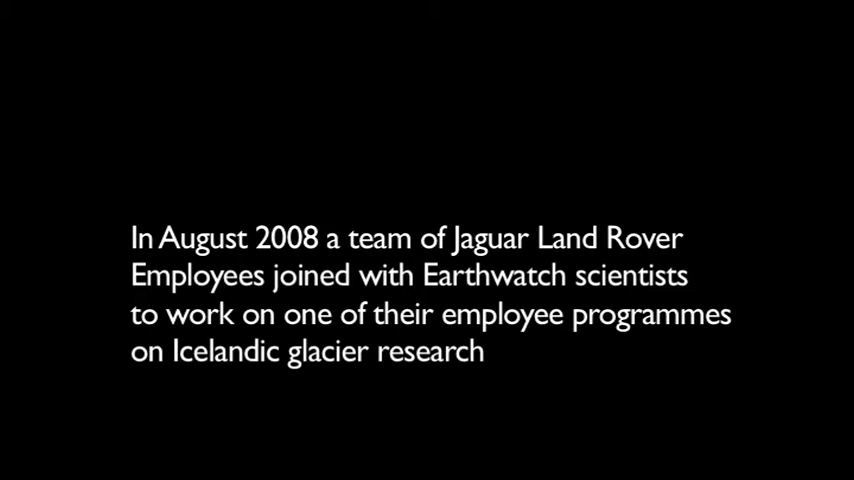 In August 2008 a team of Jaguar Land Rover
Employees joined with Earthwatch scientists
to work on one of their employee programmes
on Icelandic glacier research